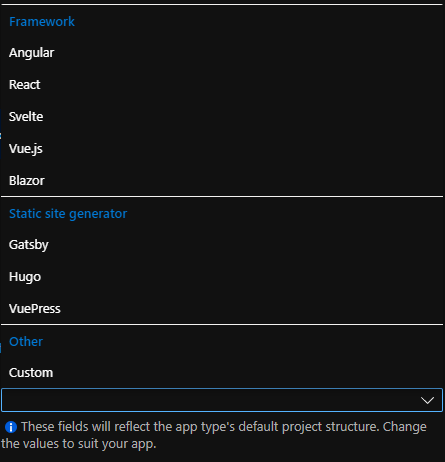 Framework
Angular
React
Svelte
Vue.js
Blazor
Static site generator
Gatsby
Hugo
VuePress
Other
Custom
These fields will reflect the app type's default project structure. Change
the values to suit your app.